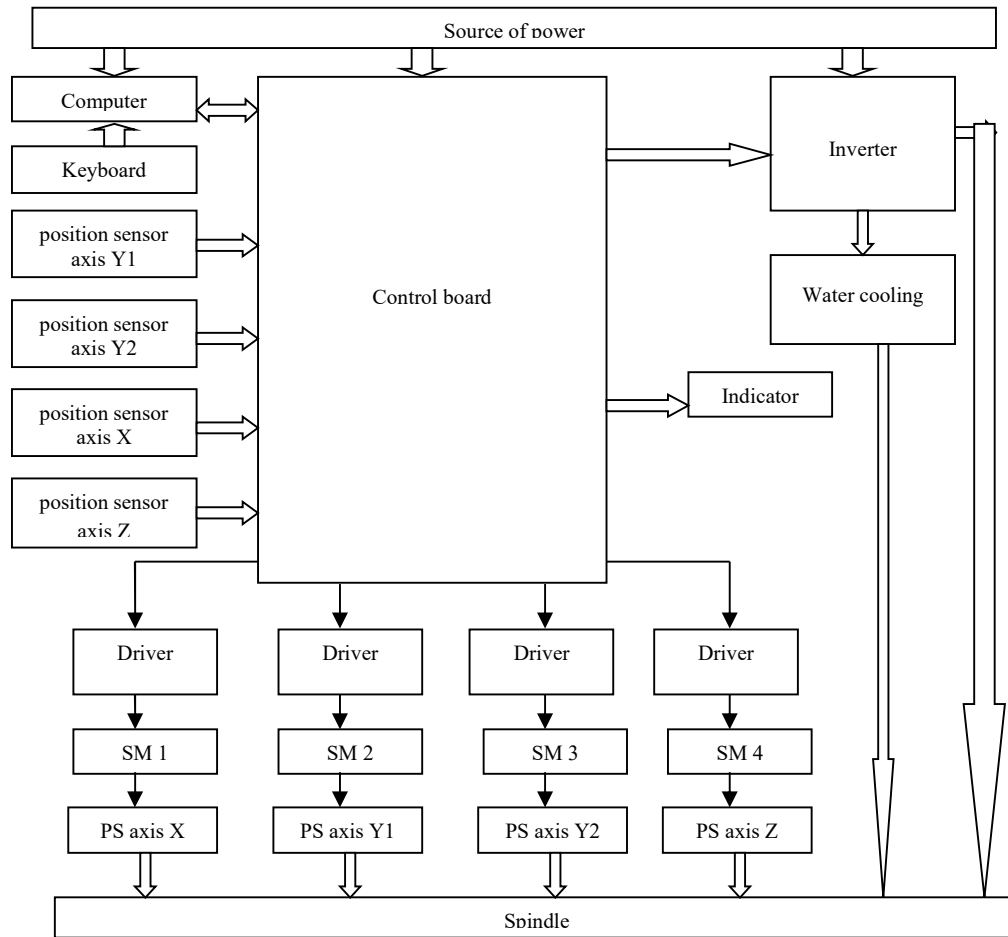 Source of power
Computer
Keyboard
Inverter
position sensor
axis Y1
Water cooling
Control board
position sensor
axis Y2
Indicator
position sensor
axis X
position sensor
axis Z
Driver
Driver
Driver
Driver
SM 1
SM 2
SM 3
SM 4
PS axis X
PS axis Y1
PS axis Y2
PS axis Z
Spindle